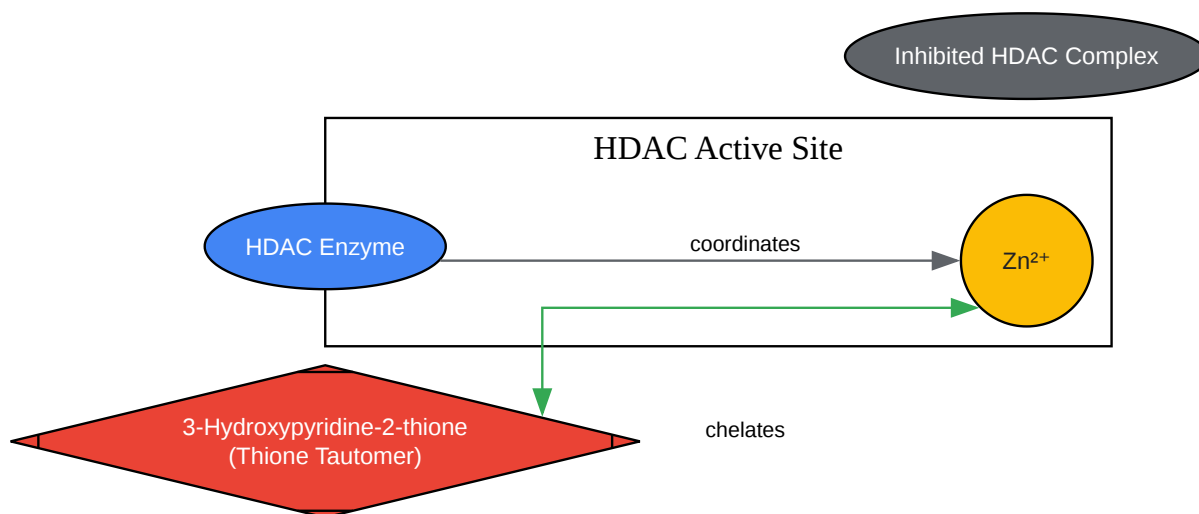 Inhibited HDAC Complex
HDAC Active Site
HDAC Enzyme
coordinates
Zn²⁺
3-Hydroxypyridine-2-thione
(Thione Tautomer)
chelates